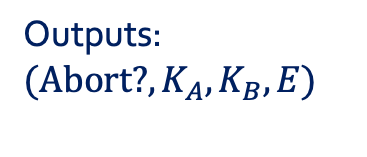 Outputs:
(Abort?, K_A, K_B, E)